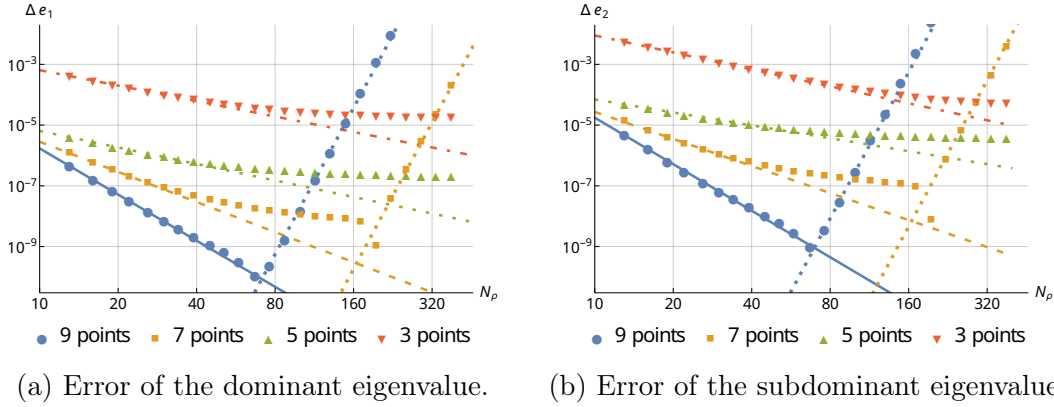 Δ e₁
10⁻³
10⁻⁵
10⁻⁷
10⁻⁹
10 20 40 80 160 320 Nρ
9 points 7 points 5 points 3 points
(a) Error of the dominant eigenvalue.
Δ e₂
10⁻³
10⁻⁵
10⁻⁷
10⁻⁹
10 20 40 80 160 320 Nρ
9 points 7 points 5 points 3 points
(b) Error of the subdominant eigenvalue